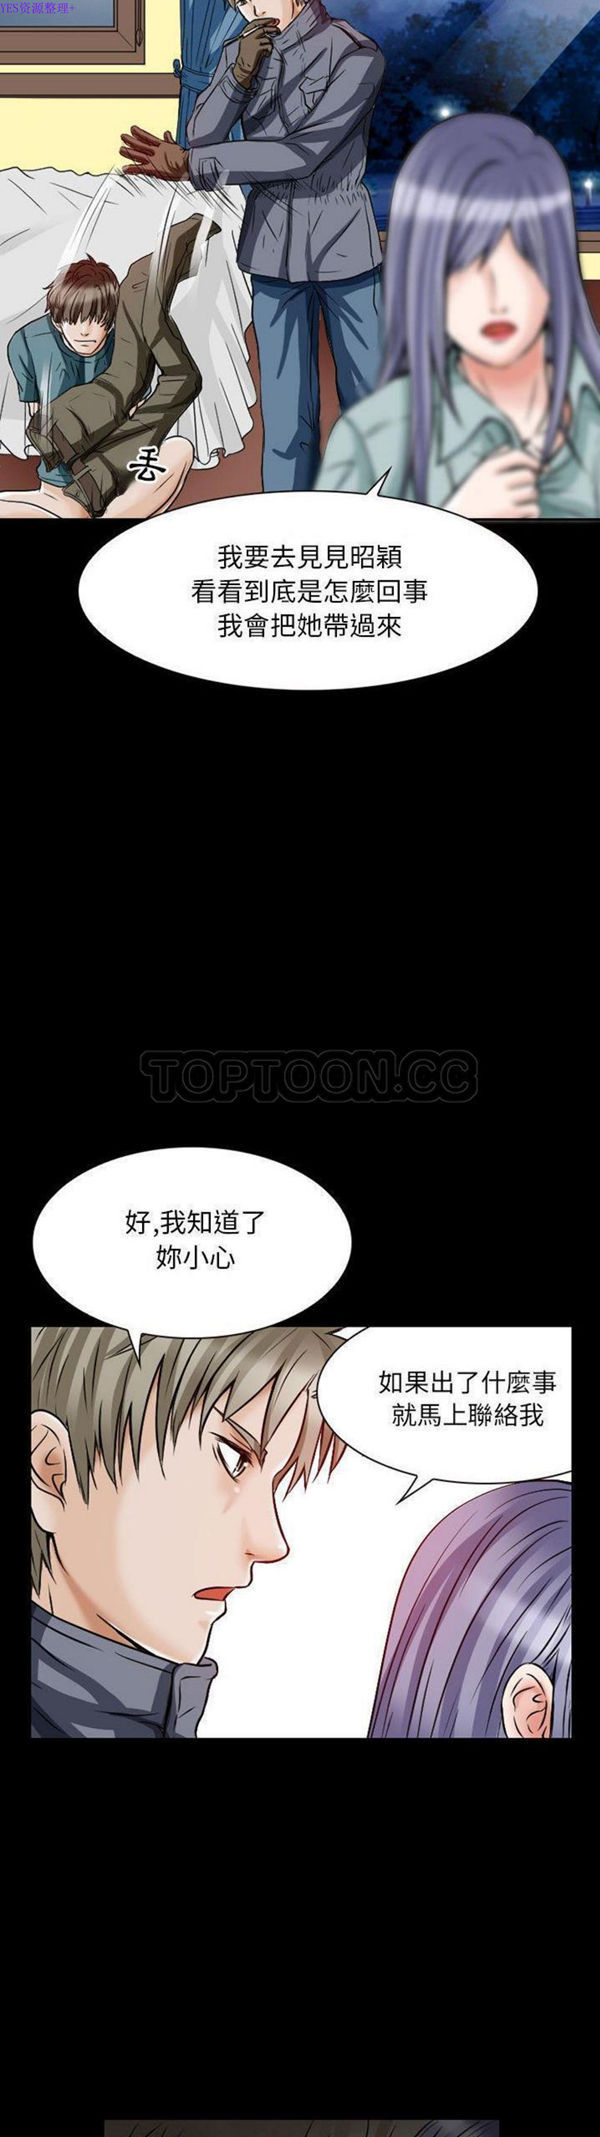 YES资源整理+
丟
我要去見見昭穎
看看到底是怎麼回事
我會把她帶過來
TOPTOON.CC
好,我知道了
妳小心
如果出了什麼事
就馬上聯絡我